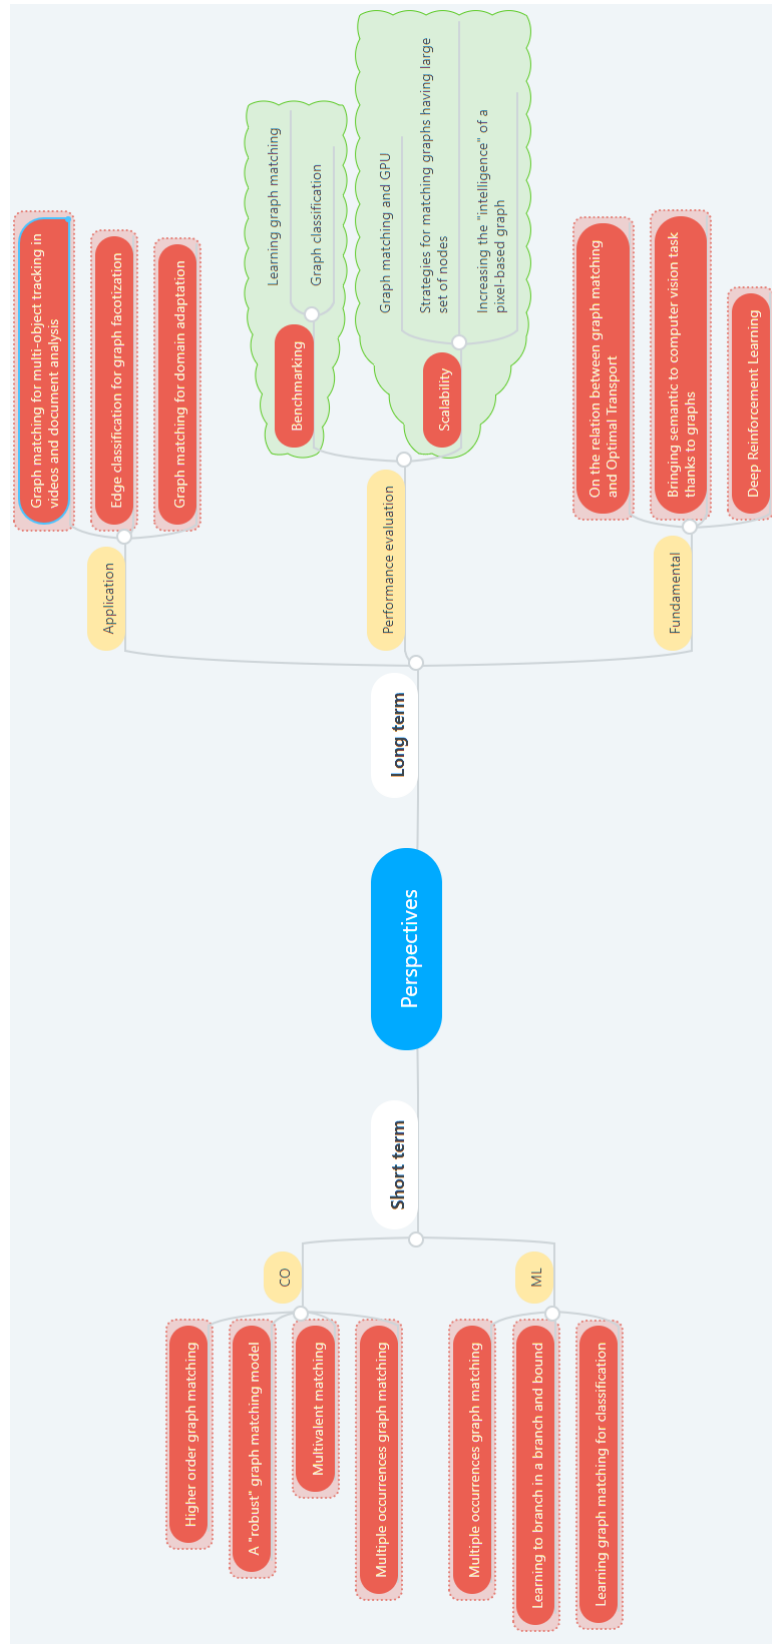 Perspectives
Long term
Application
Graph matching for multi-object tracking in
videos and document analysis
Edge classification for graph facotization
Graph matching for domain adaptation
Performance evaluation
Benchmarking
Learning graph matching
Graph classification
Scalability
Graph matching and GPU
Strategies for matching graphs having large
set of nodes
Increasing the "intelligence" of a
pixel-based graph
Fundamental
On the relation between graph matching
and Optimal Transport
Bringing semantic to computer vision task
thanks to graphs
Deep Reinforcement Learning
Short term
CO
Higher order graph matching
A "robust" graph matching model
Multivalent matching
Multiple occurrences graph matching
ML
Multiple occurrences graph matching
Learning to branch in a branch and bound
Learning graph matching for classification